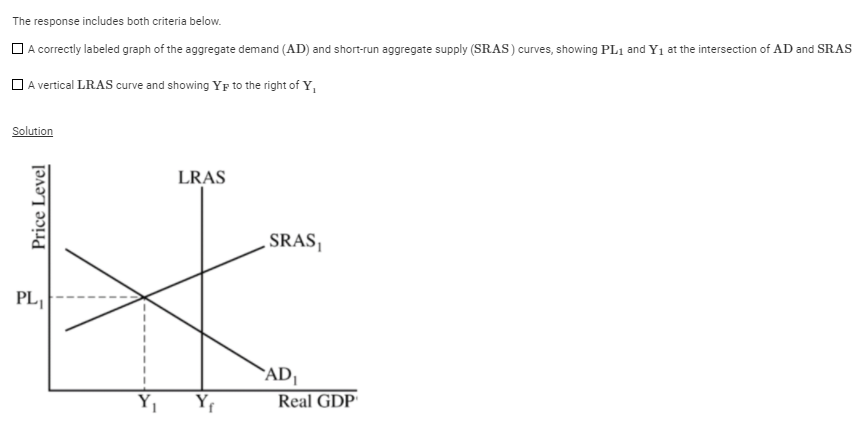 The response includes both criteria below.
A correctly labeled graph of the aggregate demand (AD) and short-run aggregate supply (SRAS) curves, showing PL₁ and Y₁ at the intersection of AD and SRAS
A vertical LRAS curve and showing Y_F to the right of Y₁
Solution
Price Level
LRAS
SRAS₁
PL₁
AD₁
Y₁ Y_f Real GDP